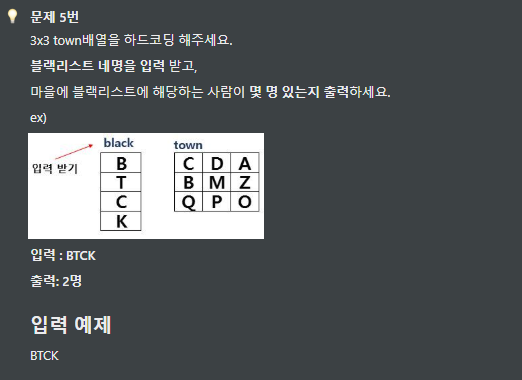 문제 5번
3x3 town배열을 하드코딩 해주세요.
블랙리스트 네명을 입력 받고,
마을에 블랙리스트에 해당하는 사람이 몇 명 있는지 출력하세요.
ex)
입력 받기
black
B
T
C
K
town
C D A
B M Z
Q P O
입력 : BTCK
출력: 2명
입력 예제
BTCK